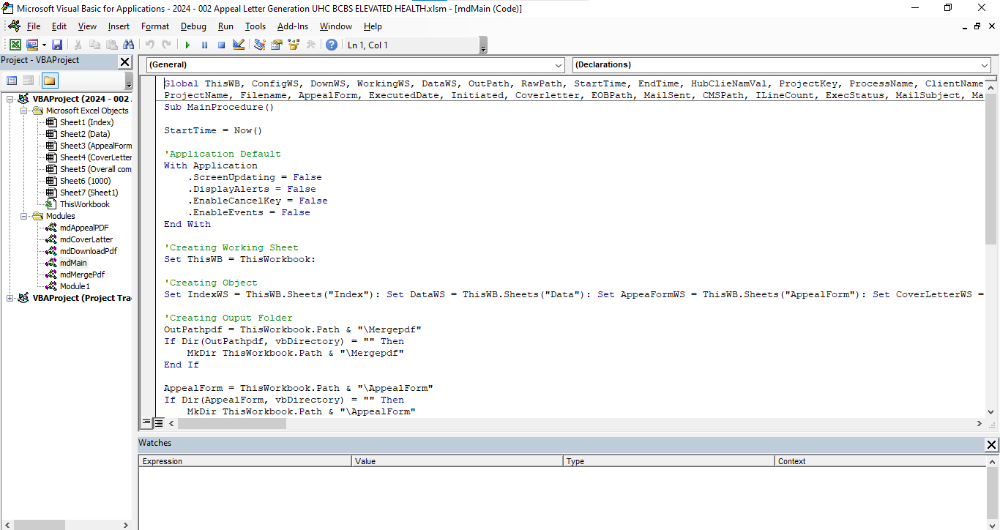 Microsoft Visual Basic for Applications - 2024 - 002 Appeal Letter Generation UHC BCBS ELEVATED HEALTH.xlsm - [mdMain (Code)]
File Edit View Insert Format Debug Run Tools Add-Ins Window Help
Ln 1, Col 1
Project - VBAProject
(General) (Declarations)
VBAProject (2024 - 002
Microsoft Excel Objects
Sheet1 (Index)
Sheet2 (Data)
Sheet3 (AppealForm
Sheet4 (CoverLetter
Sheet5 (Overall com
Sheet6 (1000)
Sheet7 (Sheet1)
ThisWorkbook
Modules
mdAppealPDF
mdCoverLatter
mdDownloadPdf
mdMain
mdMergePdf
Module1
VBAProject (Project Tra
Global ThisWB, ConfigWS, DownWS, WorkingWS, DataWS, OutPath, RawPath, StartTime, EndTime, HubClieNamVal, ProjectKey, ProcessName, ClientName
ProjectName, Filename, AppealForm, ExecutedDate, Initiated, Coverletter, EOBPath, MailSent, CMSPath, ILineCount, ExecStatus, MailSubject, Ma
Sub MainProcedure()
StartTime = Now()
'Application Default
With Application
.ScreenUpdating = False
.DisplayAlerts = False
.EnableCancelKey = False
.EnableEvents = False
End With
'Creating Working Sheet
Set ThisWB = ThisWorkbook:
'Creating Object
Set IndexWS = ThisWB.Sheets("Index"): Set DataWS = ThisWB.Sheets("Data"): Set AppeaFormWS = ThisWB.Sheets("AppealForm"): Set CoverLetterWS =
'Creating Ouput Folder
OutPathpdf = ThisWorkbook.Path & "\Mergepdf"
If Dir(OutPathpdf, vbDirectory) = "" Then
MkDir ThisWorkbook.Path & "\Mergepdf"
End If
AppealForm = ThisWorkbook.Path & "\AppealForm"
If Dir(AppealForm, vbDirectory) = "" Then
MkDir ThisWorkbook.Path & "\AppealForm"
Watches
Expression Value Type Context